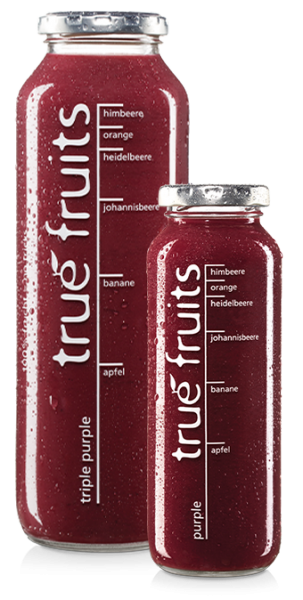 true fruits
himbeere
orange
heidelbeere
johannisbeere
banane
apfel
triple purple
true fruits
himbeere
orange
heidelbeere
johannisbeere
banane
apfel
purple